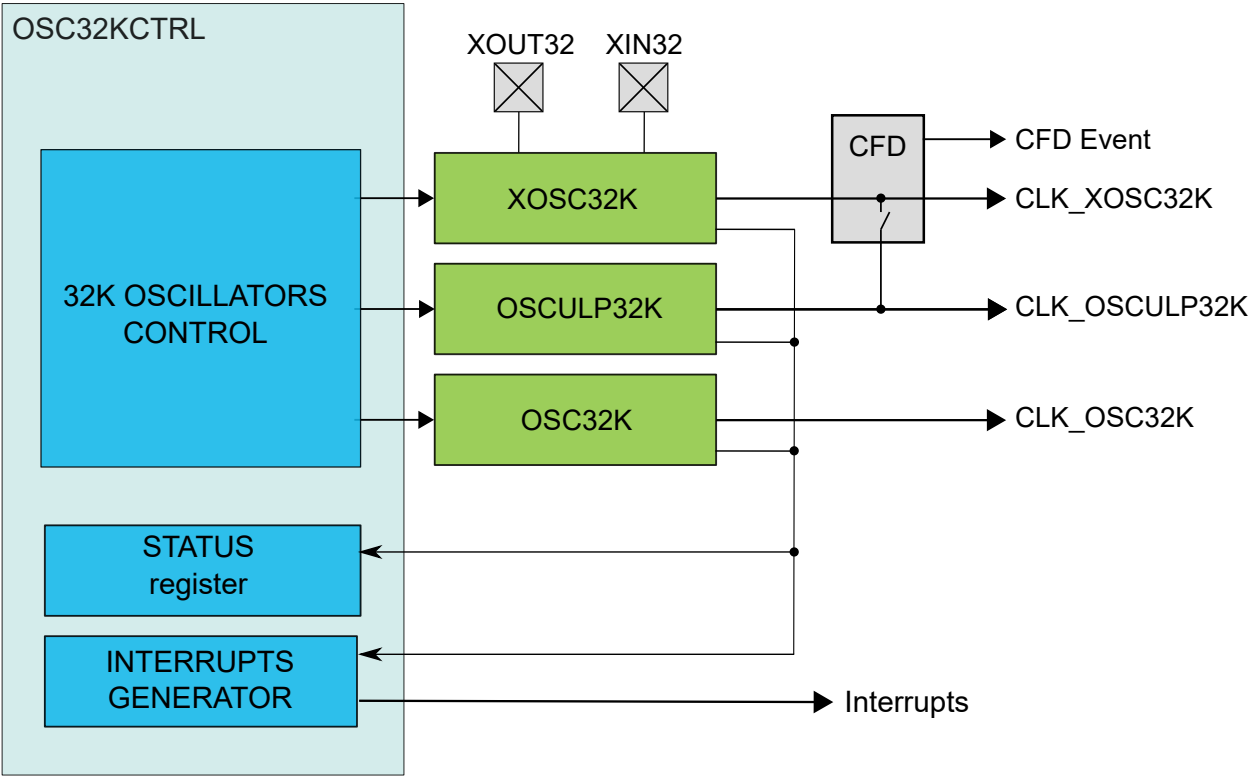 OSC32KCTRL
XOUT32
XIN32
CFD
CFD Event
XOSC32K
CLK_XOSC32K
32K OSCILLATORS
CONTROL
OSCULP32K
CLK_OSCULP32K
OSC32K
CLK_OSC32K
STATUS
register
INTERRUPTS
GENERATOR
Interrupts